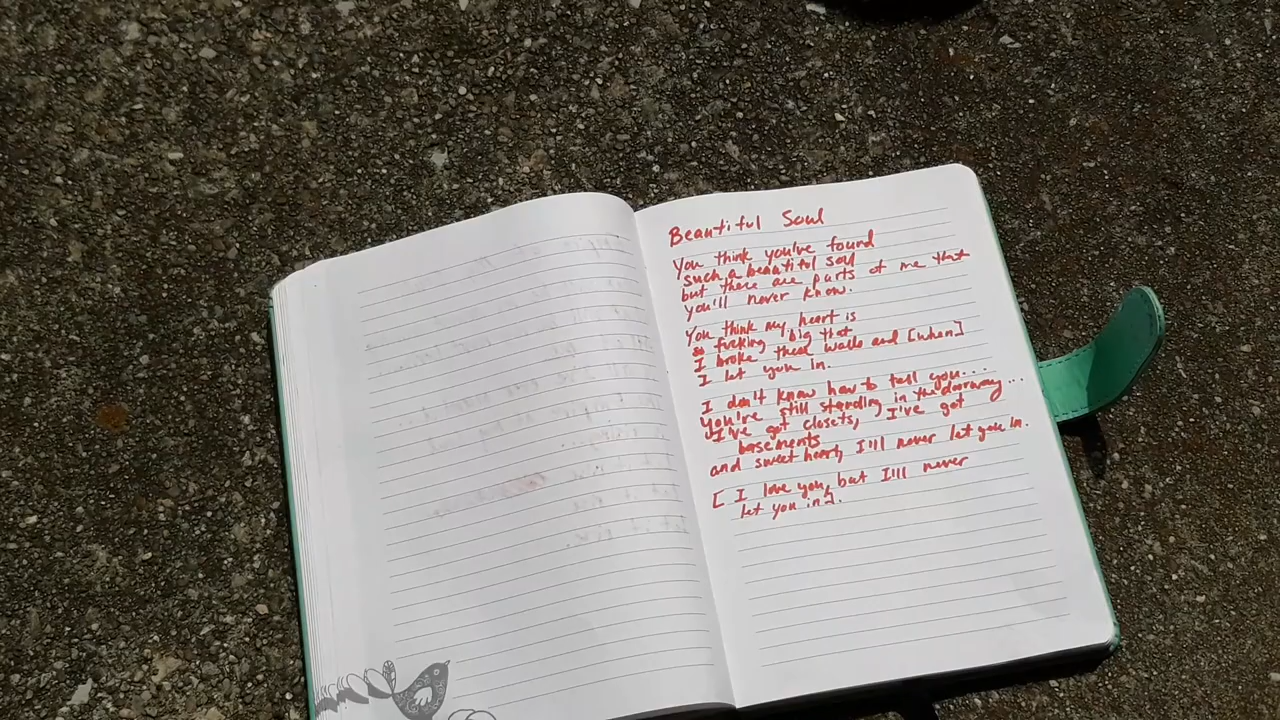 Beautiful Soul
You think you've found
such a beautiful soul
but there are parts of me that
you'll never know.
You think my heart is
so fucking big that
I broke these walls and [when]
I let you in.
I don't know how to tell you...
you're still standing in the doorway...
I've got closets, I've got
basements
and sweet heart, I'll never let you in.
[I love you, but I'll never
let you in].